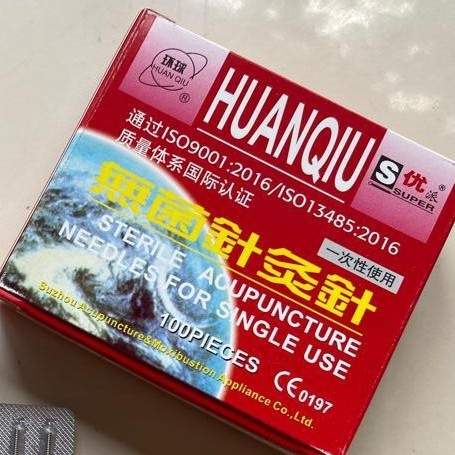 环球
HUAN QIU
®
HUANQIU
S 优派®
SUPER
通过ISO9001:2016/ISO13485:2016
质量体系国际认证
一次性使用
無菌針灸針
STERILE ACUPUNCTURE
NEEDLES FOR SINGLE USE
100PIECES
CE 0197
Suzhou Acupuncture&Moxibustion Appliance Co.,Ltd.